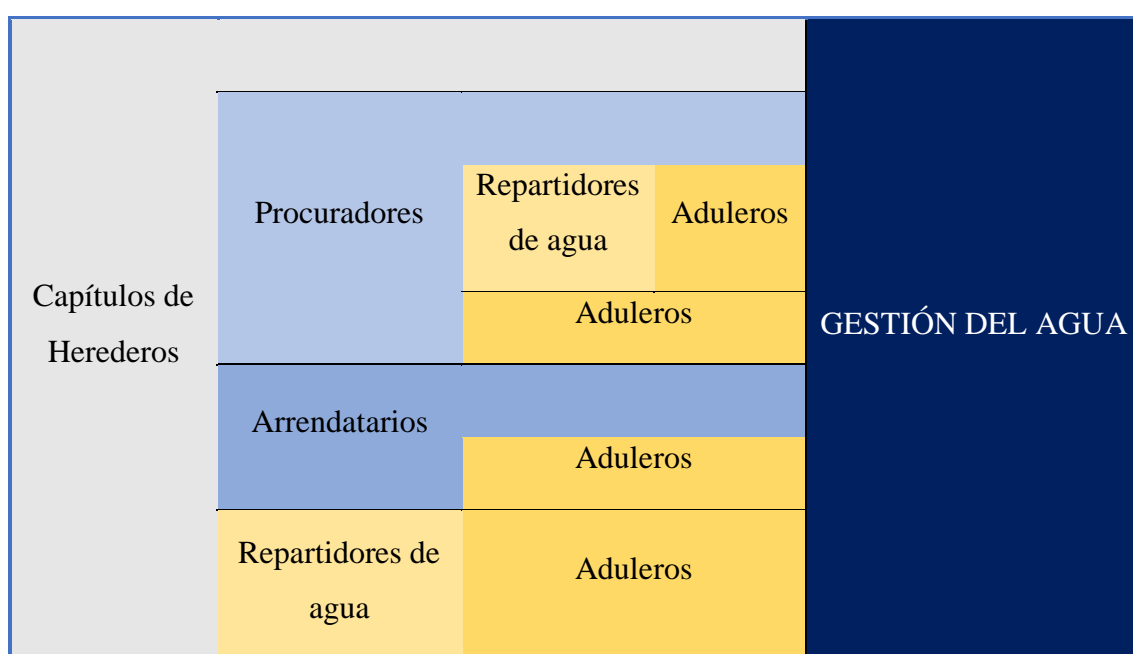 Capítulos de
Herederos
Procuradores
Repartidores
de agua
Aduleros
Aduleros
Arrendatarios
Aduleros
Repartidores de
agua
Aduleros
GESTIÓN DEL AGUA